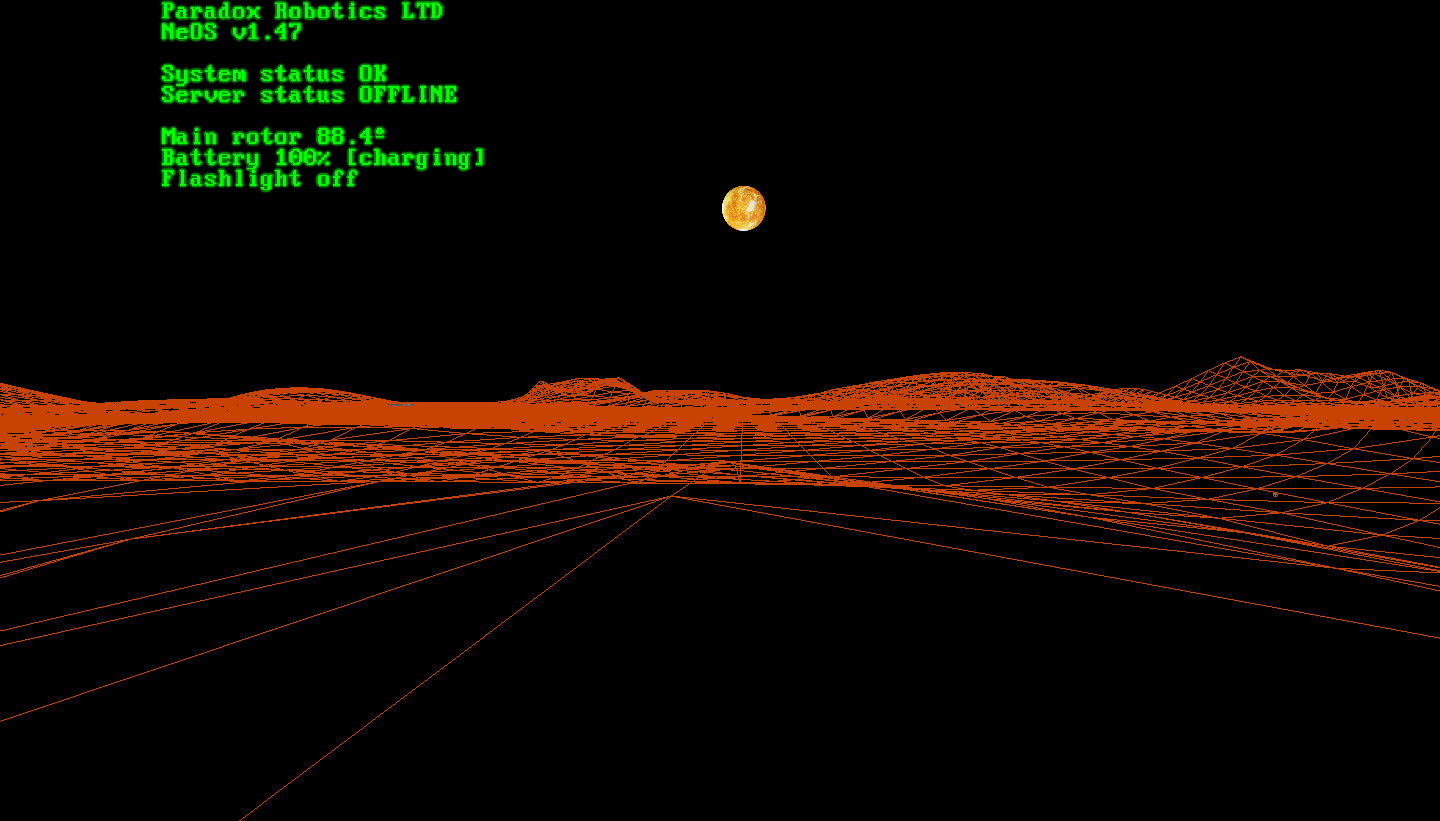 Paradox Robotics LTD
NeOS v1.47
System status OK
Server status OFFLINE
Main rotor 88.4º
Battery 100% [charging]
Flashlight off